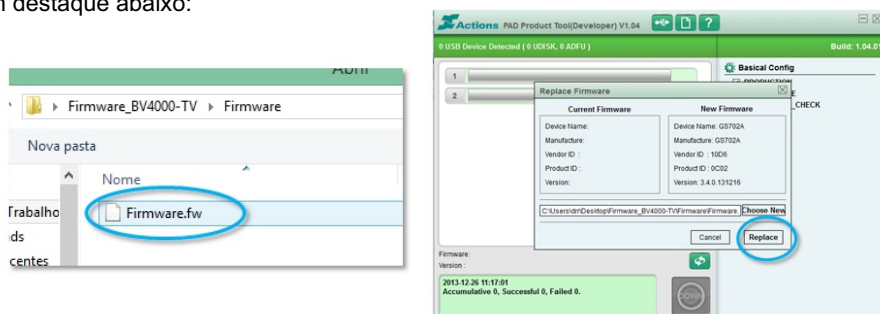 m destaque abaixo:
Firmware_BV4000-TV ▸ Firmware
Nova pasta
Nome
Trabalho
Firmware.fw
ds
centes
Actions PAD Product Tool(Developer) V1.04
0 USB Device Detected ( 0 UDISK, 0 ADFU )
Build: 1.04.01
Basical Config
1
2
PRODUCTION
E
_CHECK
Replace Firmware
Current Firmware
New Firmware
Device Name:
Device Name: GS702A
Manufacture:
Manufacture: GS702A
Vendor ID :
Vendor ID : 10D6
Product ID :
Product ID : 0C02
Version:
Version: 3.4.0.131216
C:\Users\dn\Desktop\Firmware_BV4000-TV\Firmware\Firmware.
Choose New
Cancel
Replace
Firmware:
Version :
2013-12-26 11:17:01
Accumulative 0, Successful 0, Failed 0.